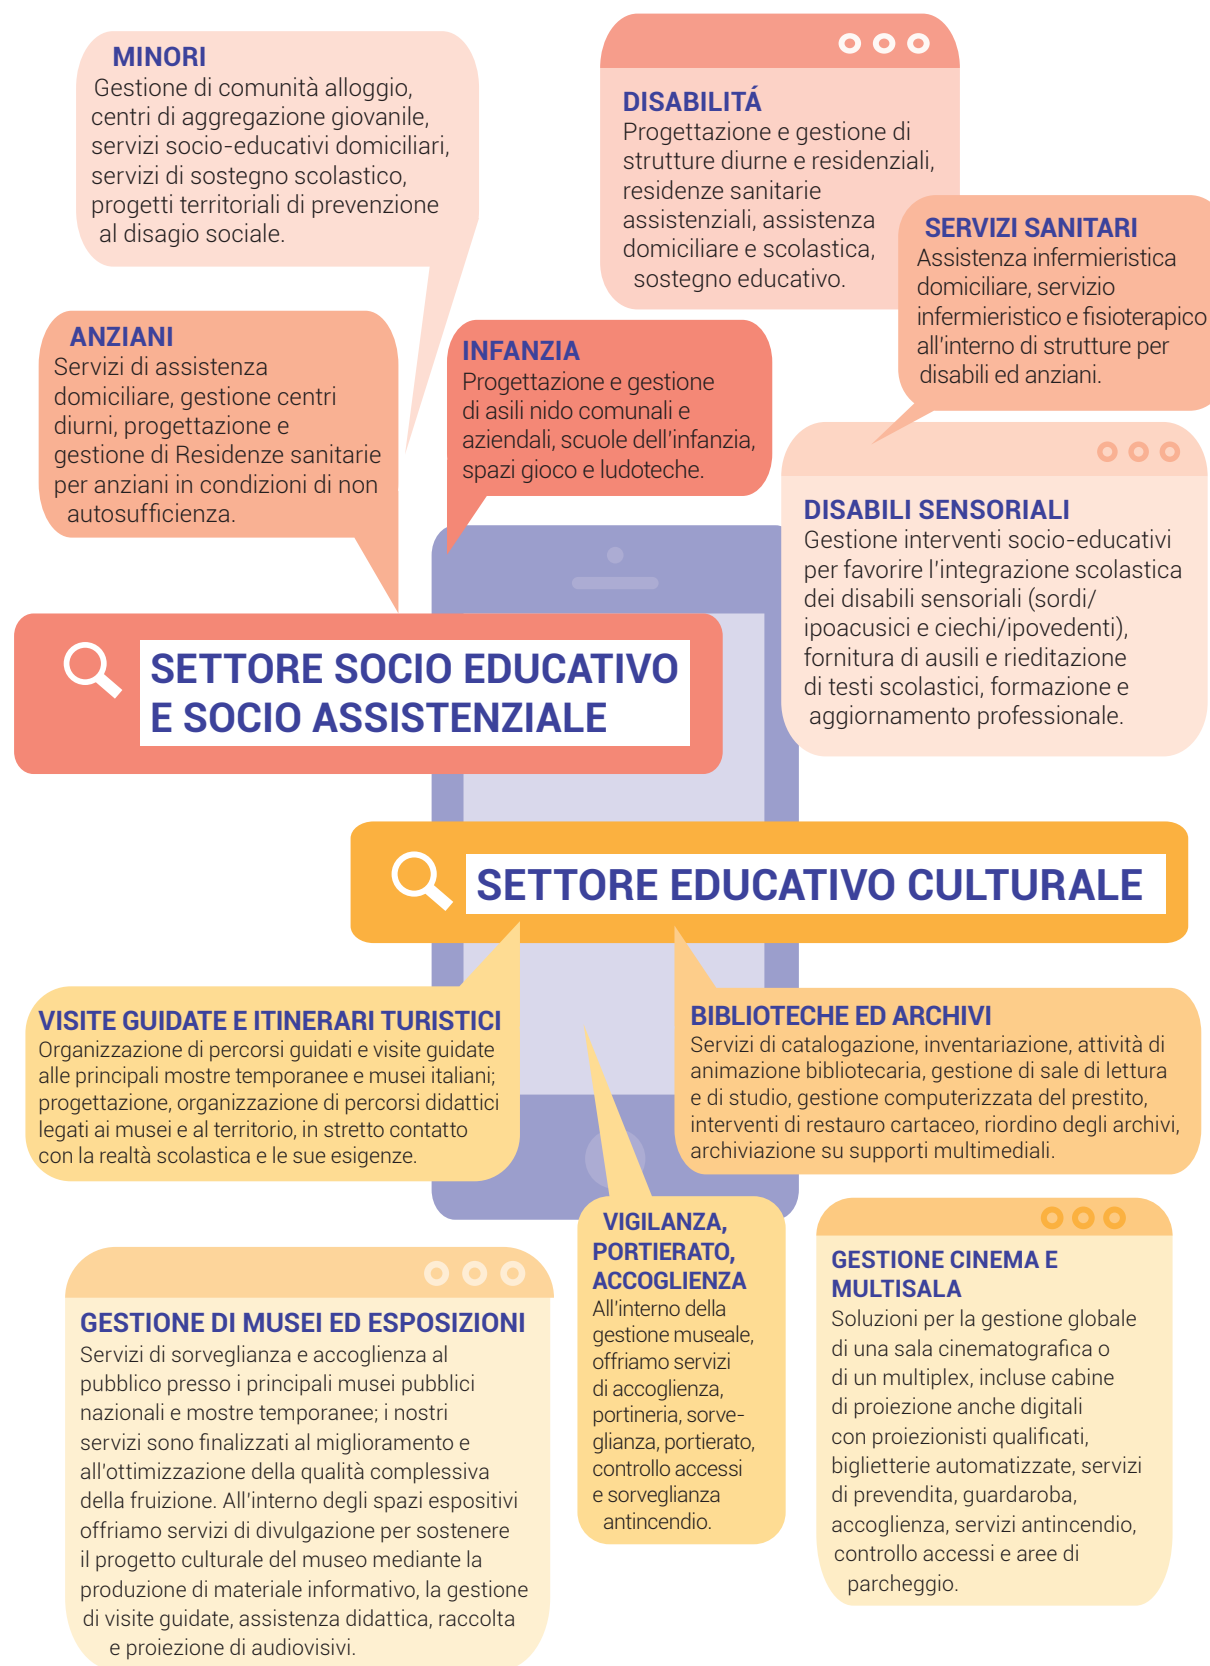 MINORI
Gestione di comunità alloggio,
centri di aggregazione giovanile,
servizi socio-educativi domiciliari,
servizi di sostegno scolastico,
progetti territoriali di prevenzione
al disagio sociale.
DISABILITÁ
Progettazione e gestione di
strutture diurne e residenziali,
residenze sanitarie
assistenziali, assistenza
domiciliare e scolastica,
sostegno educativo.
SERVIZI SANITARI
Assistenza infermieristica
domiciliare, servizio
infermieristico e fisioterapico
all'interno di strutture per
disabili ed anziani.
ANZIANI
Servizi di assistenza
domiciliare, gestione centri
diurni, progettazione e
gestione di Residenze sanitarie
per anziani in condizioni di non
autosufficienza.
INFANZIA
Progettazione e gestione
di asili nido comunali e
aziendali, scuole dell'infanzia,
spazi gioco e ludoteche.
DISABILI SENSORIALI
Gestione interventi socio-educativi
per favorire l'integrazione scolastica
dei disabili sensoriali (sordi/
ipoacusici e ciechi/ipovedenti),
fornitura di ausili e rieditazione
di testi scolastici, formazione e
aggiornamento professionale.
SETTORE SOCIO EDUCATIVO
E SOCIO ASSISTENZIALE
SETTORE EDUCATIVO CULTURALE
VISITE GUIDATE E ITINERARI TURISTICI
Organizzazione di percorsi guidati e visite guidate
alle principali mostre temporanee e musei italiani;
progettazione, organizzazione di percorsi didattici
legati ai musei e al territorio, in stretto contatto
con la realtà scolastica e le sue esigenze.
BIBLIOTECHE ED ARCHIVI
Servizi di catalogazione, inventariazione, attività di
animazione bibliotecaria, gestione di sale di lettura
e di studio, gestione computerizzata del prestito,
interventi di restauro cartaceo, riordino degli archivi,
archiviazione su supporti multimediali.
VIGILANZA,
PORTIERATO,
ACCOGLIENZA
All'interno della
gestione museale,
offriamo servizi
di accoglienza,
portineria, sorve-
glianza, portierato,
controllo accessi
e sorveglianza
antincendio.
GESTIONE CINEMA E
MULTISALA
Soluzioni per la gestione globale
di una sala cinematografica o
di un multiplex, incluse cabine
di proiezione anche digitali
con proiezionisti qualificati,
biglietterie automatizzate, servizi
di prevendita, guardaroba,
accoglienza, servizi antincendio,
controllo accessi e aree di
parcheggio.
GESTIONE DI MUSEI ED ESPOSIZIONI
Servizi di sorveglianza e accoglienza al
pubblico presso i principali musei pubblici
nazionali e mostre temporanee; i nostri
servizi sono finalizzati al miglioramento e
all'ottimizzazione della qualità complessiva
della fruizione. All'interno degli spazi espositivi
offriamo servizi di divulgazione per sostenere
il progetto culturale del museo mediante la
produzione di materiale informativo, la gestione
di visite guidate, assistenza didattica, raccolta
e proiezione di audiovisivi.